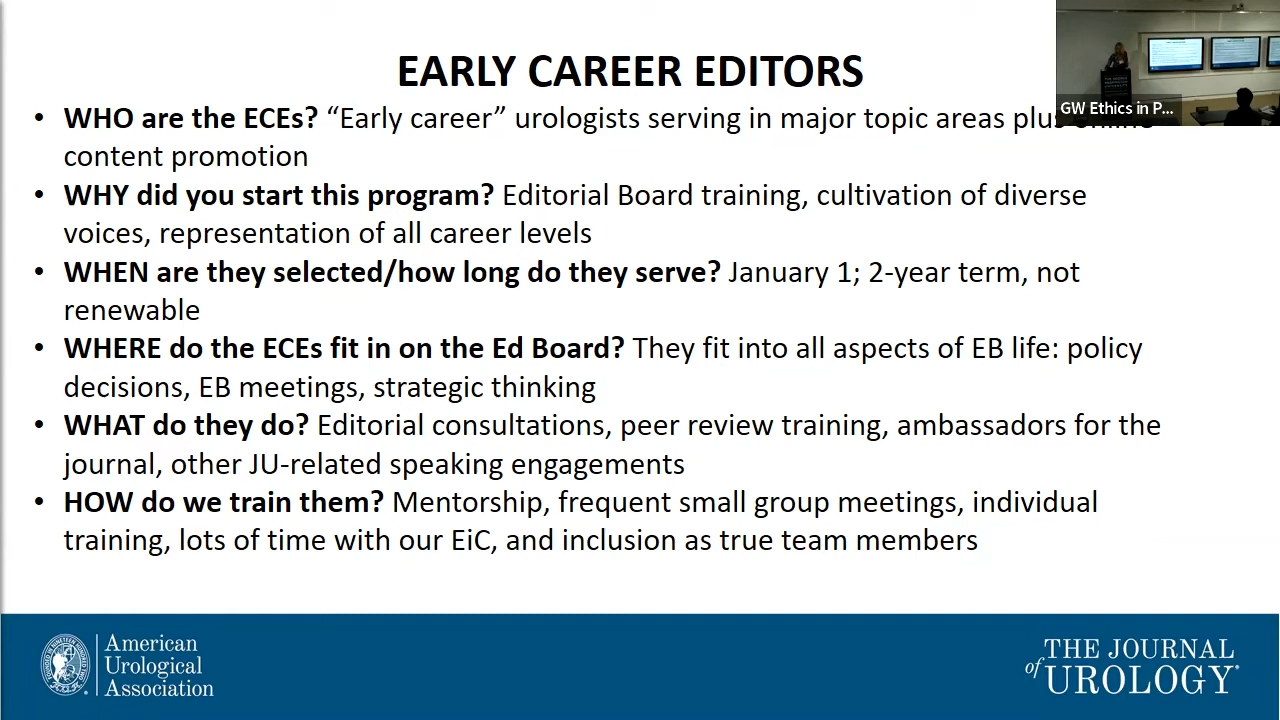 EARLY CAREER EDITORS
• WHO are the ECEs? “Early career” urologists serving in major topic areas plus online
content promotion
• WHY did you start this program? Editorial Board training, cultivation of diverse
voices, representation of all career levels
• WHEN are they selected/how long do they serve? January 1; 2-year term, not
renewable
• WHERE do the ECEs fit in on the Ed Board? They fit into all aspects of EB life: policy
decisions, EB meetings, strategic thinking
• WHAT do they do? Editorial consultations, peer review training, ambassadors for the
journal, other JU-related speaking engagements
• HOW do we train them? Mentorship, frequent small group meetings, individual
training, lots of time with our EiC, and inclusion as true team members
GW Ethics in P...
American
Urological
Association
THE JOURNAL
of UROLOGY®